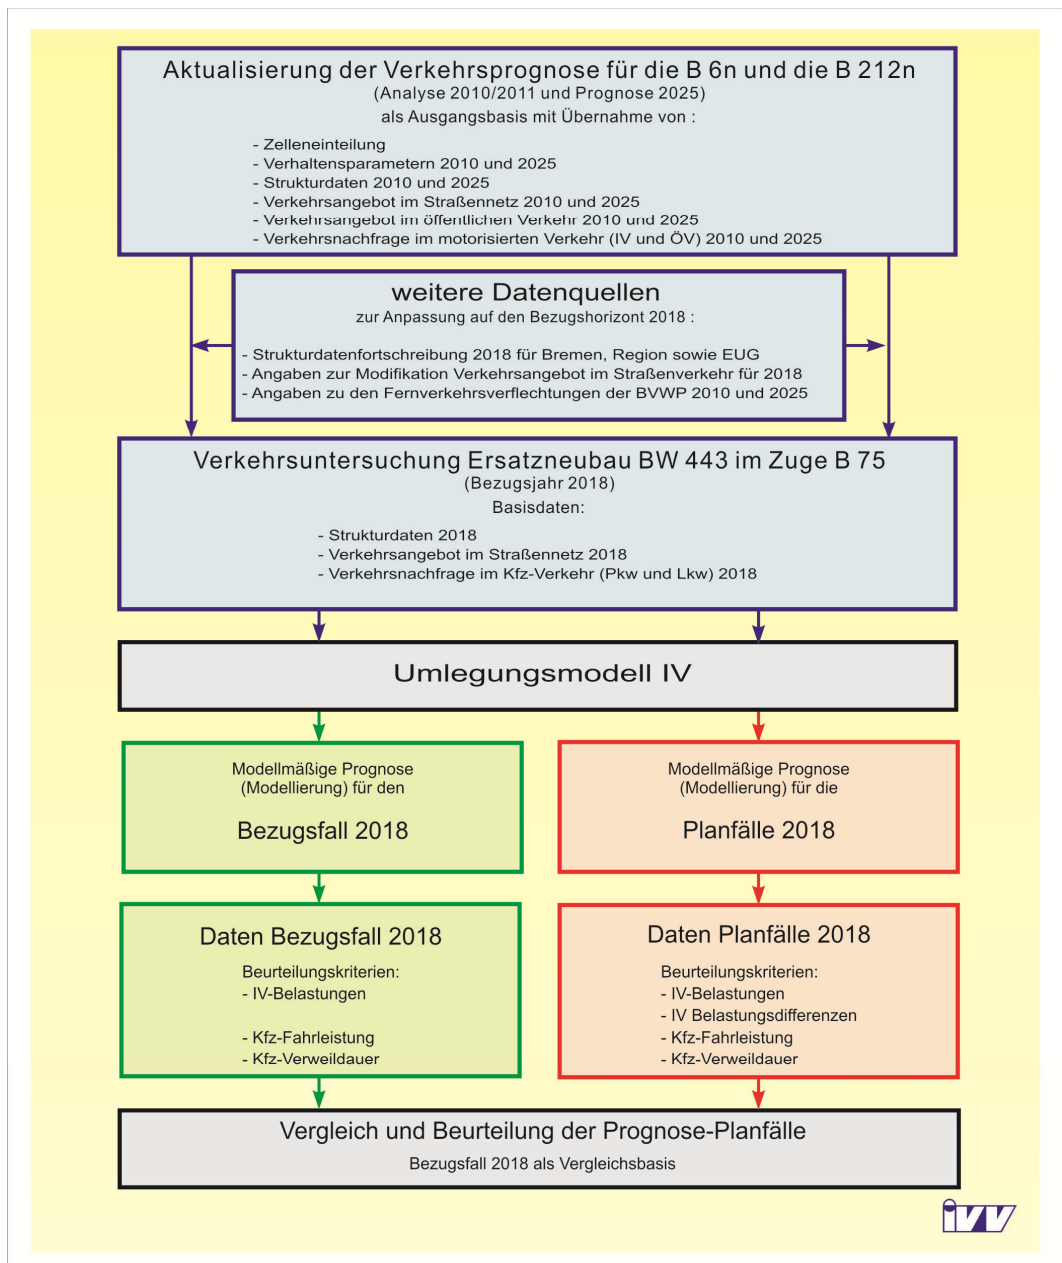 Aktualisierung der Verkehrsprognose für die B 6n und die B 212n
(Analyse 2010/2011 und Prognose 2025)
als Ausgangsbasis mit Übernahme von :
- Zelleneinteilung
- Verhaltensparametern 2010 und 2025
- Strukturdaten 2010 und 2025
- Verkehrsangebot im Straßennetz 2010 und 2025
- Verkehrsangebot im öffentlichen Verkehr 2010 und 2025
- Verkehrsnachfrage im motorisierten Verkehr (IV und ÖV) 2010 und 2025
weitere Datenquellen
zur Anpassung auf den Bezugshorizont 2018 :
- Strukturdatenfortschreibung 2018 für Bremen, Region sowie EUG
- Angaben zur Modifikation Verkehrsangebot im Straßenverkehr für 2018
- Angaben zu den Fernverkehrsverflechtungen der BVWP 2010 und 2025
Verkehrsuntersuchung Ersatzneubau BW 443 im Zuge B 75
(Bezugsjahr 2018)
Basisdaten:
- Strukturdaten 2018
- Verkehrsangebot im Straßennetz 2018
- Verkehrsnachfrage im Kfz-Verkehr (Pkw und Lkw) 2018
Umlegungsmodell IV
Modellmäßige Prognose
(Modellierung) für den
Bezugsfall 2018
Modellmäßige Prognose
(Modellierung) für die
Planfälle 2018
Daten Bezugsfall 2018
Beurteilungskriterien:
- IV-Belastungen
- Kfz-Fahrleistung
- Kfz-Verweildauer
Daten Planfälle 2018
Beurteilungskriterien:
- IV-Belastungen
- IV Belastungsdifferenzen
- Kfz-Fahrleistung
- Kfz-Verweildauer
Vergleich und Beurteilung der Prognose-Planfälle
Bezugsfall 2018 als Vergleichsbasis
ivv